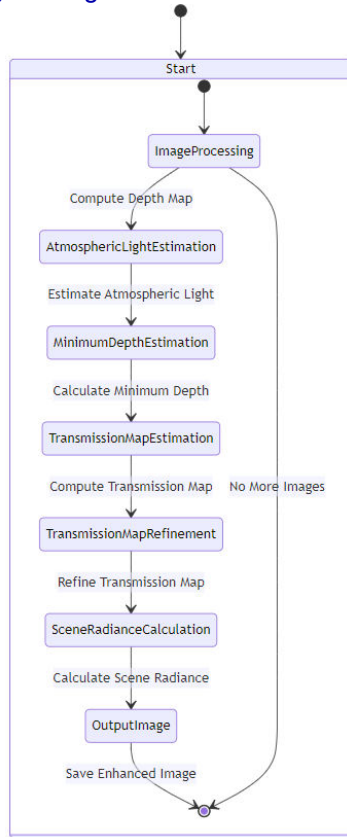 Start
ImageProcessing
Compute Depth Map
AtmosphericLightEstimation
Estimate Atmospheric Light
MinimumDepthEstimation
Calculate Minimum Depth
TransmissionMapEstimation
Compute Transmission Map
No More Images
TransmissionMapRefinement
Refine Transmission Map
SceneRadianceCalculation
Calculate Scene Radiance
OutputImage
Save Enhanced Image